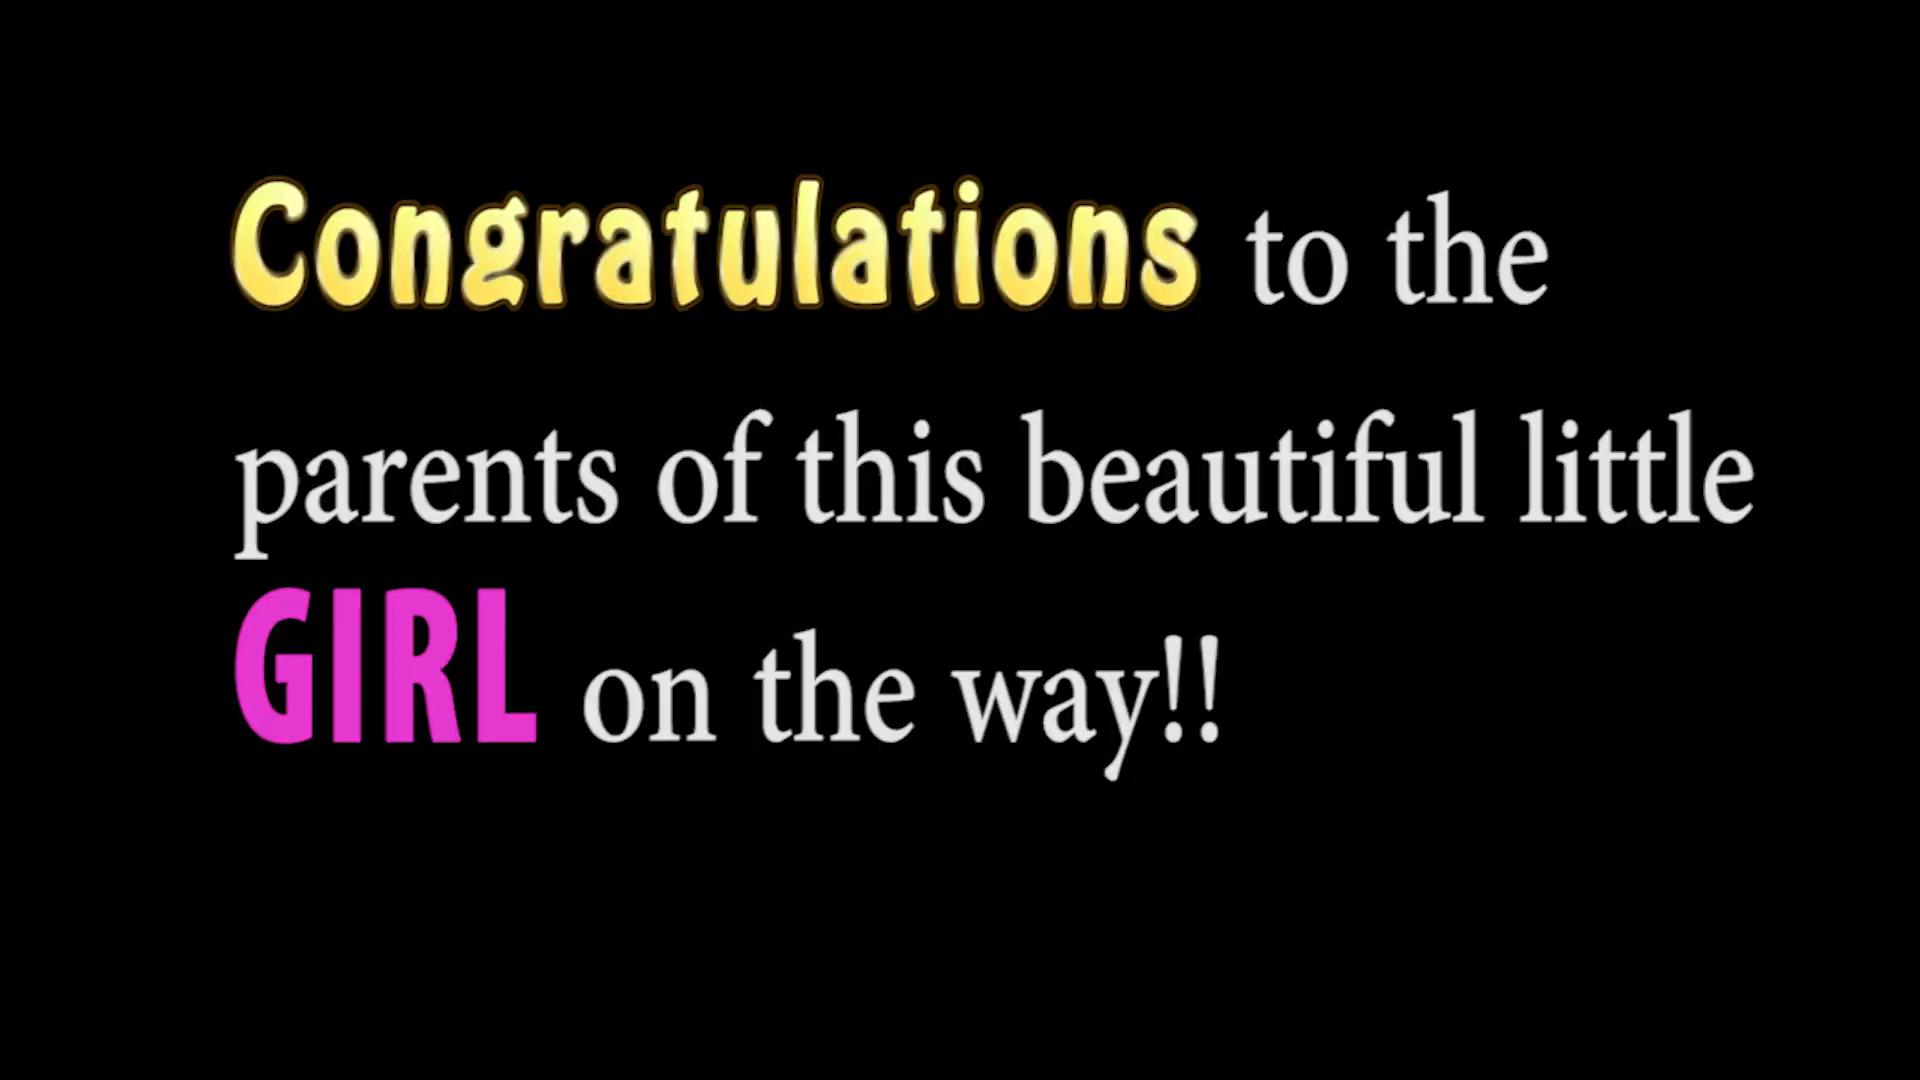 Congratulations to the
parents of this beautiful little
GIRL on the way!!